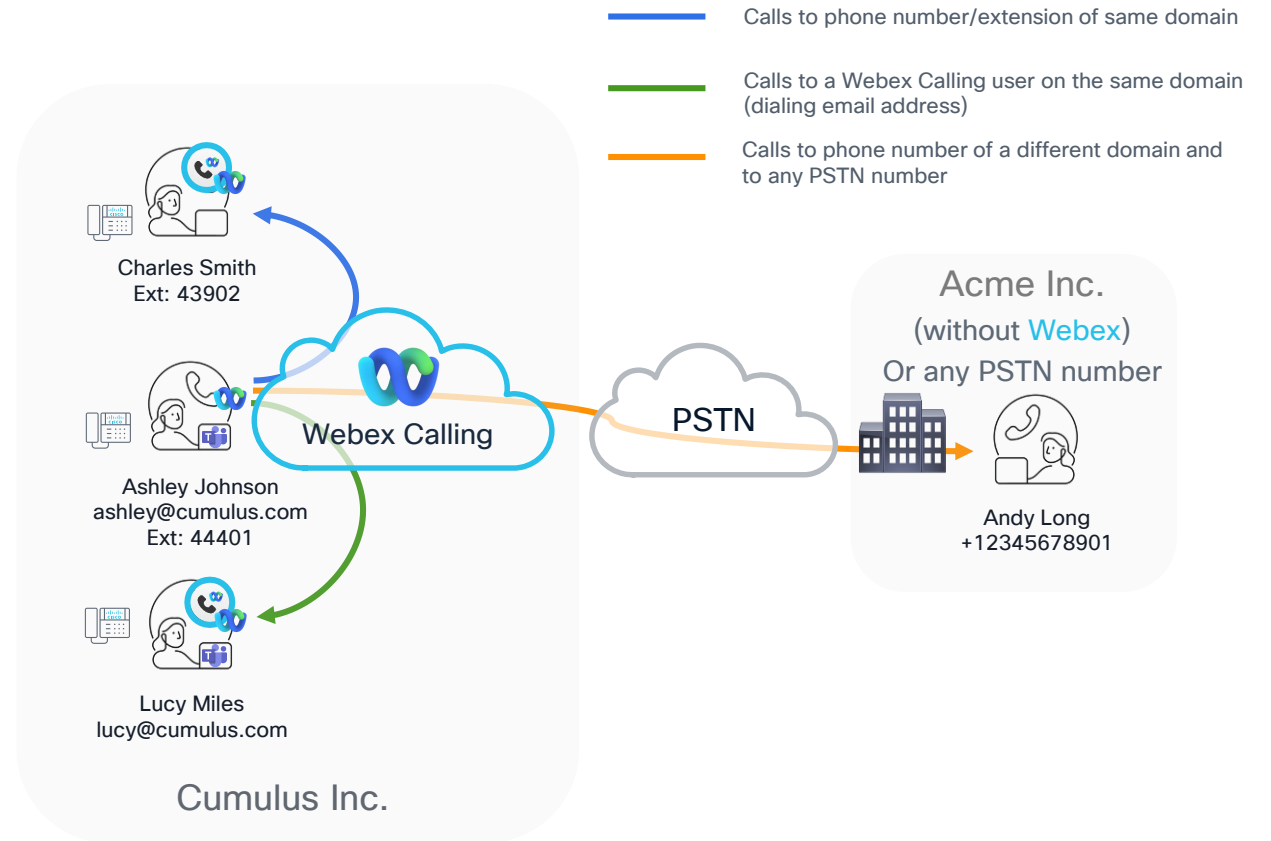 Calls to phone number/extension of same domain
Calls to a Webex Calling user on the same domain
(dialing email address)
Calls to phone number of a different domain and
to any PSTN number
Charles Smith
Ext: 43902
Ashley Johnson
ashley@cumulus.com
Ext: 44401
Lucy Miles
lucy@cumulus.com
Cumulus Inc.
Webex Calling
PSTN
Acme Inc.
(without Webex)
Or any PSTN number
Andy Long
+12345678901